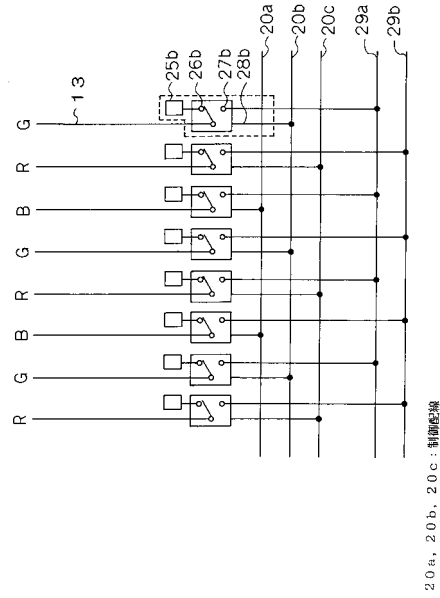 R G B R G B R G
13
25b
26b
27b
28b
20a
20b
20c
29a
29b
20a, 20b, 20c : 制御配線